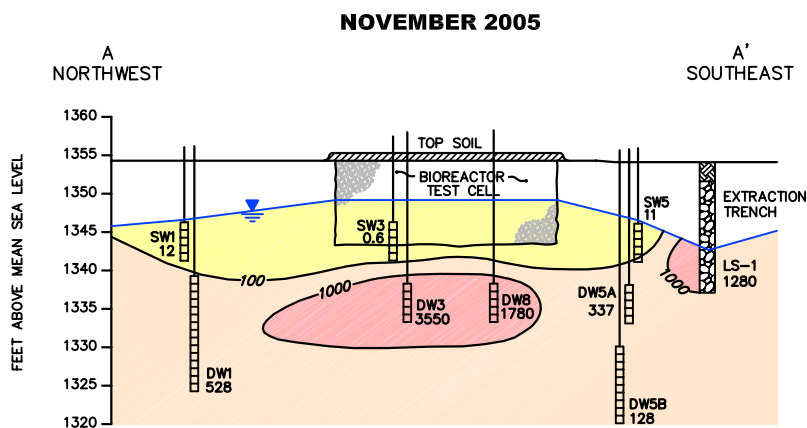 NOVEMBER 2005
A
NORTHWEST
A'
SOUTHEAST
FEET ABOVE MEAN SEA LEVEL
1360
1355
1350
1345
1340
1335
1330
1325
1320
TOP SOIL
BIOREACTOR
TEST CELL
SW1
12
SW3
0.6
SW5
11
EXTRACTION
TRENCH
LS-1
1280
100
1000
1000
DW3
3550
DW8
1780
DW5A
337
DW1
528
DW5B
128